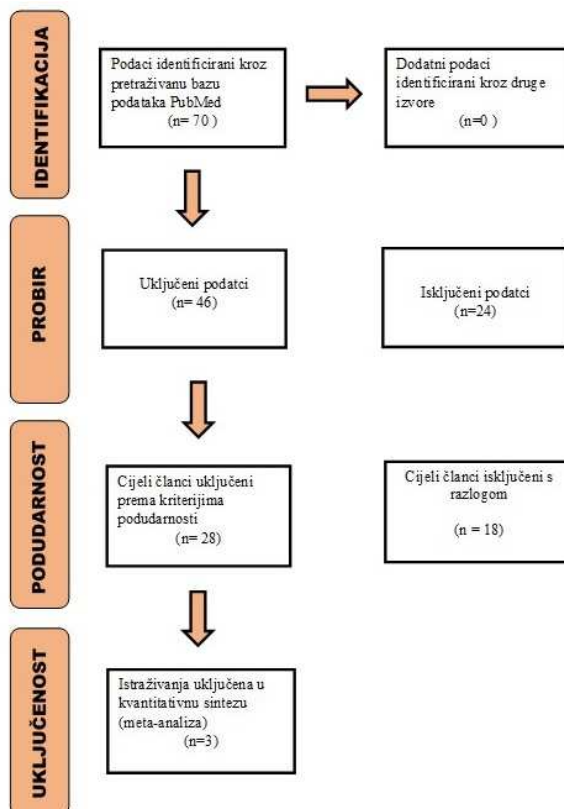 IDENTIFIKACIJA
Podaci identificirani kroz
pretraživanu bazu
podataka PubMed
(n= 70 )
Dodatni podaci
identificirani kroz druge
izvore
(n=0 )
PROBIR
Uključeni podatci
(n= 46)
Isključeni podatci
(n=24)
PODUDARNOST
Cijeli članci uključeni
prema kriterijima
podudarnosti
(n= 28)
Cijeli članci isključeni s
razlogom
(n = 18)
UKLJUČENOST
Istraživanja uključena u
kvantitativnu sintezu
(meta-analiza)
(n=3)